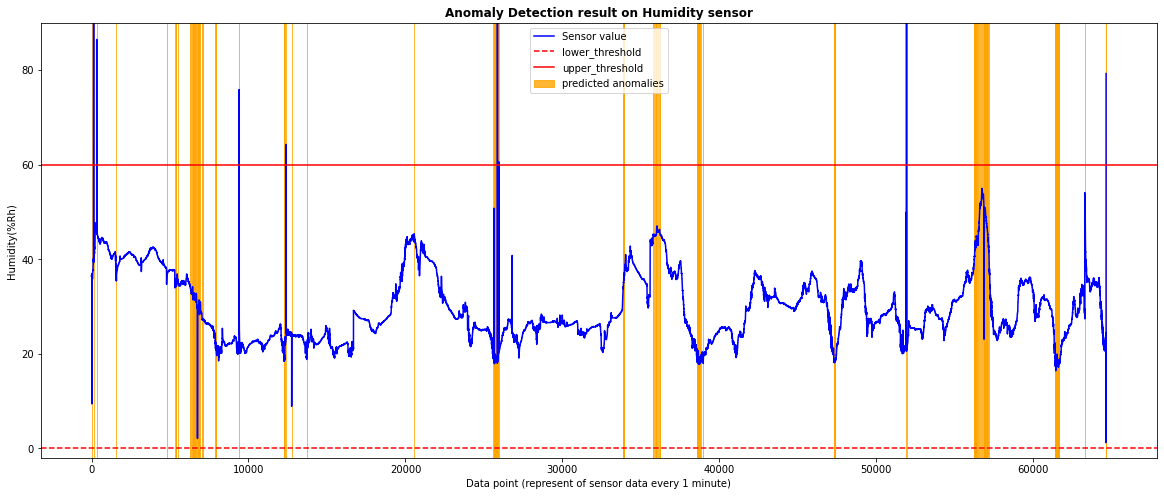 Anomaly Detection result on Humidity sensor
Sensor value
lower_threshold
upper_threshold
predicted anomalies
Humidity(%Rh)
80
60
40
20
0
0 10000 20000 30000 40000 50000 60000
Data point (represent of sensor data every 1 minute)